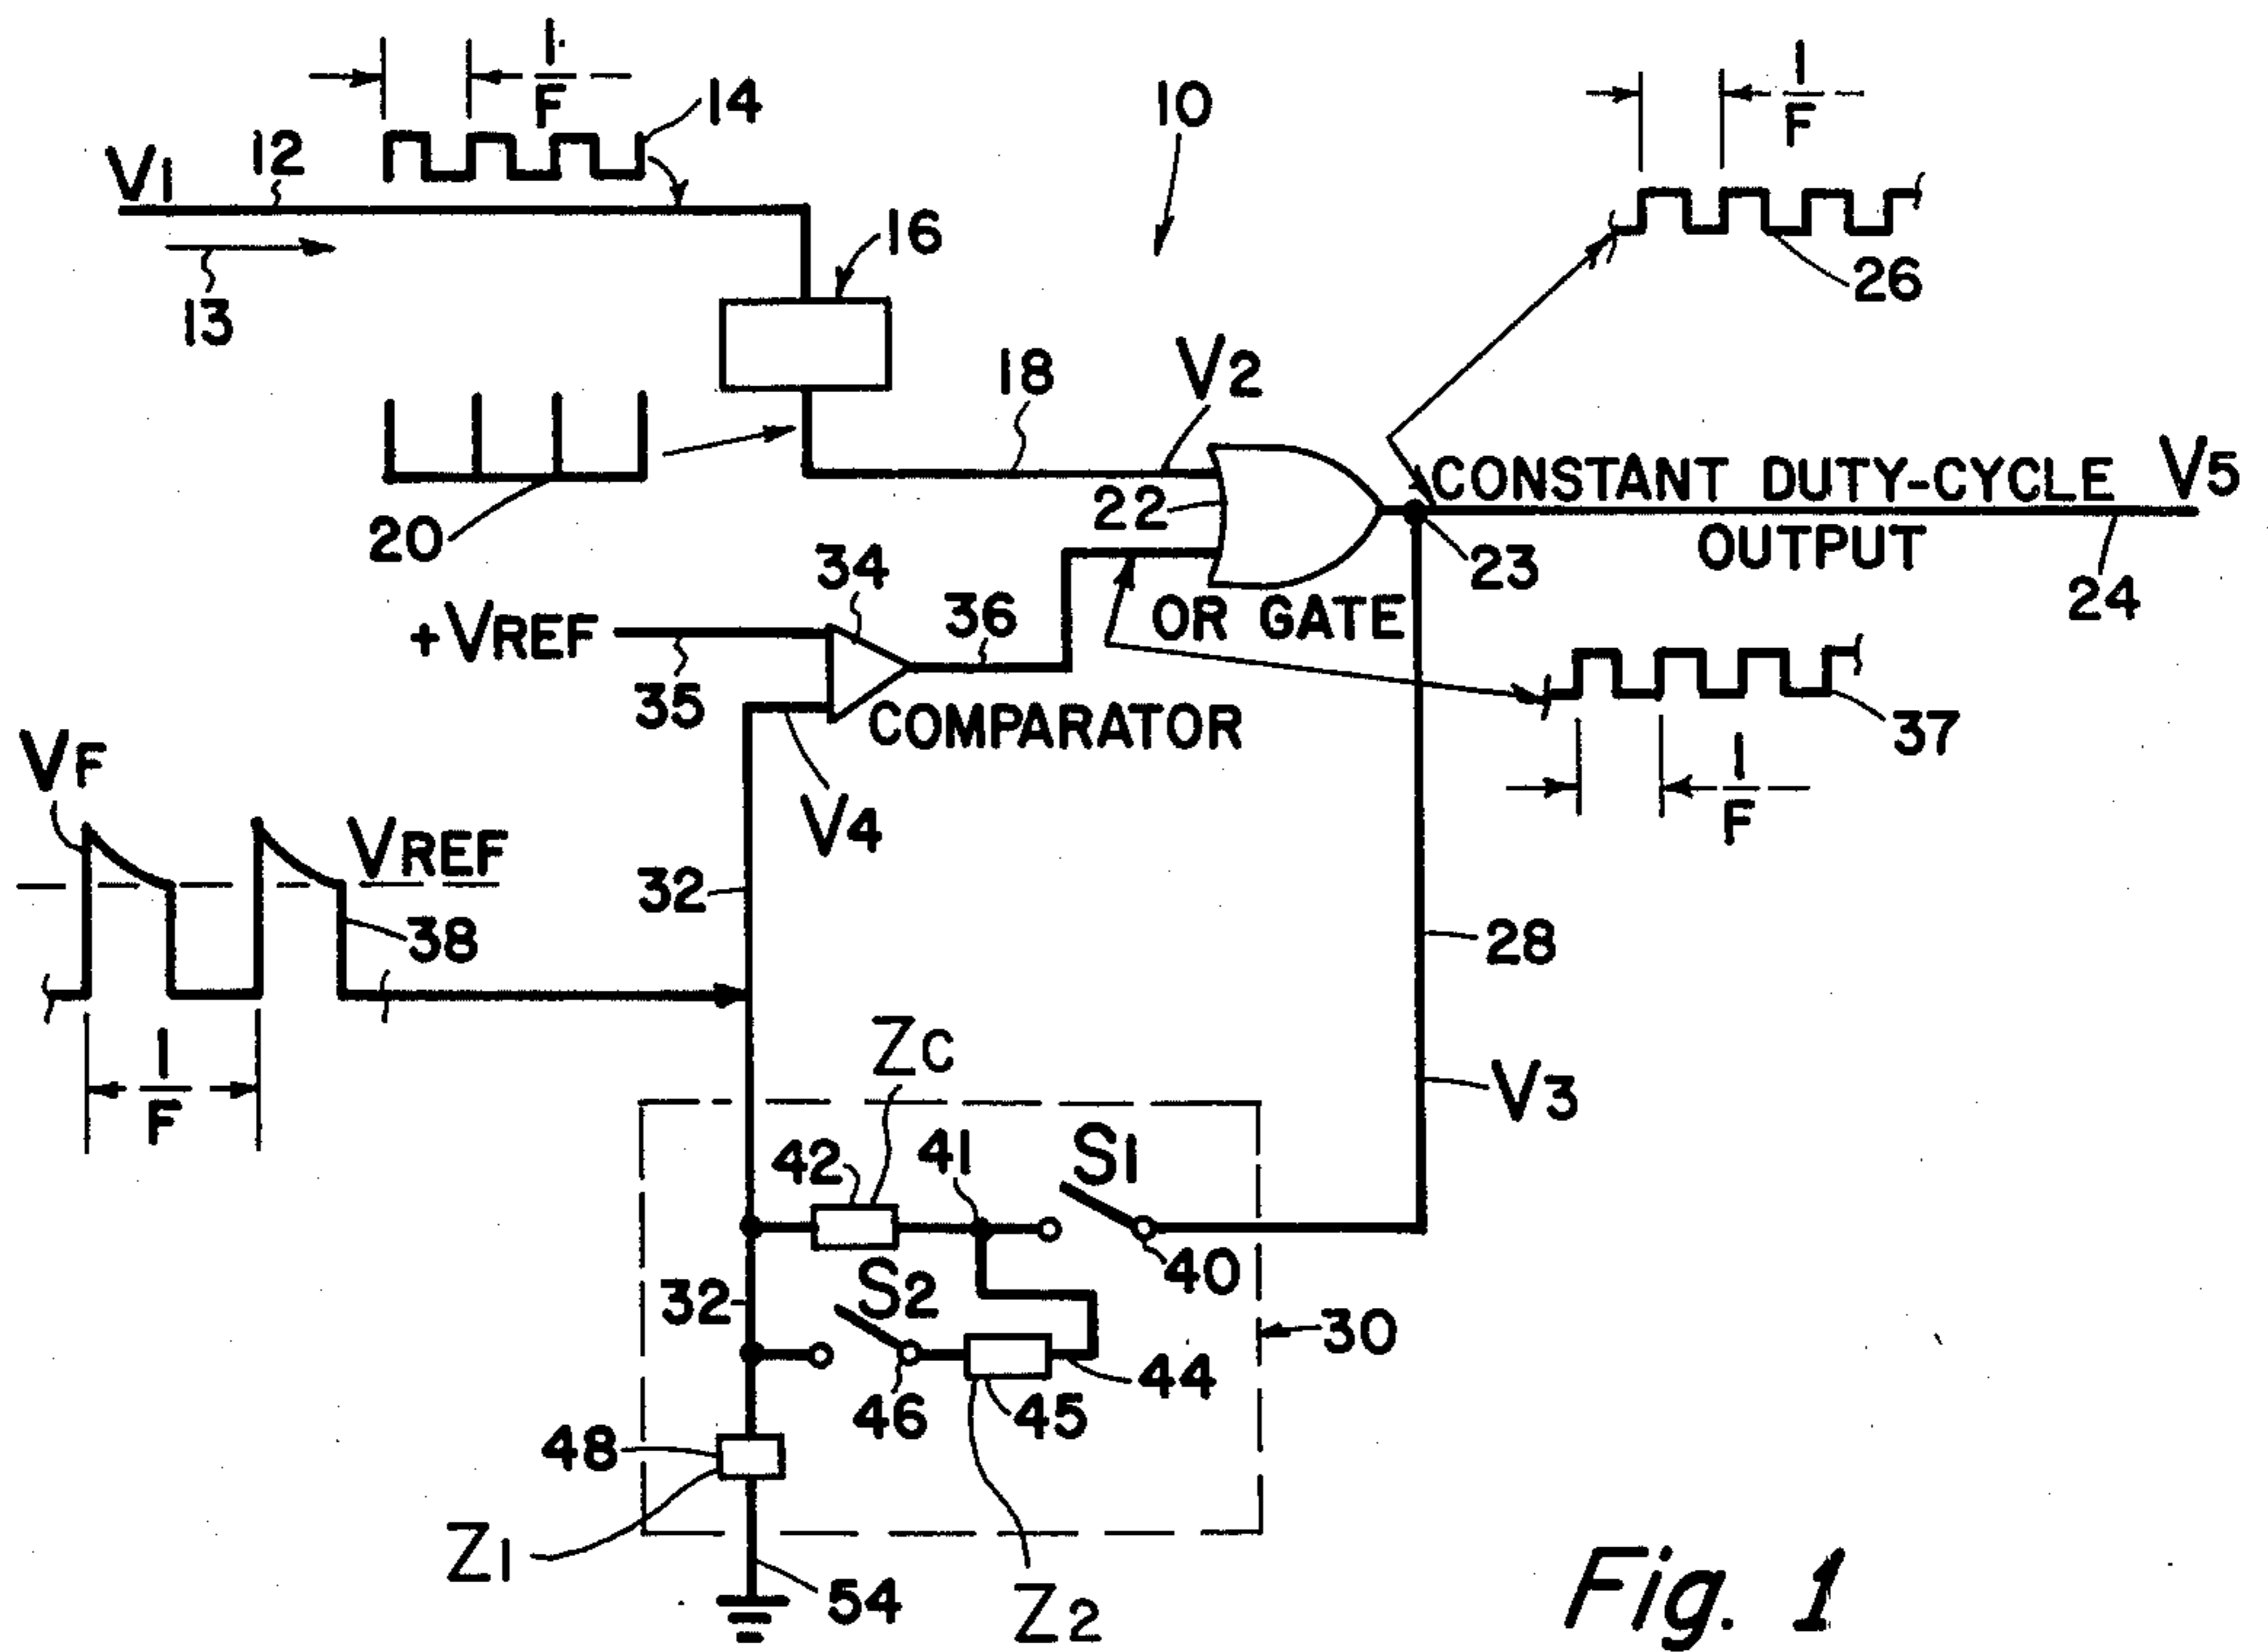 1/F
14
10
1/F
V1
12
16
13
26
18
V2
CONSTANT DUTY-CYCLE
V5
22
20
34
OUTPUT
23
24
+VREF
36
OR GATE
35
COMPARATOR
37
VF
1/F
V4
VREF
32
38
28
1/F
ZC
V3
42
41
S1
32
S2
40
30
46
45
44
48
Z1
54
Z2
Fig. 1